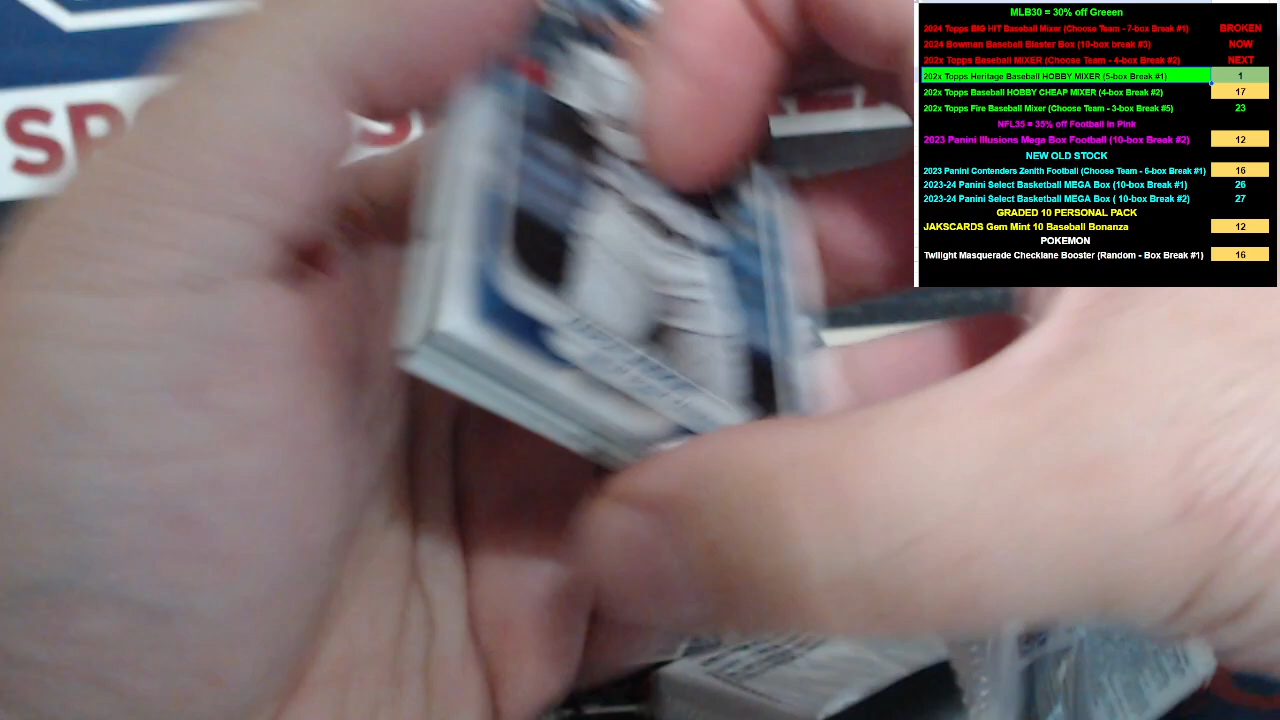 MLB30 = 30% off Greeen
2024 Topps BIG HIT Baseball Mixer (Choose Team - 7-box Break #1) BROKEN
2024 Bowman Baseball Blaster Box (10-box break #3) NOW
202x Topps Baseball MIXER (Choose Team - 4-box Break #2) NEXT
202x Topps Heritage Baseball HOBBY MIXER (5-box Break #1) 1
202x Topps Baseball HOBBY CHEAP MIXER (4-box Break #2) 17
202x Topps Fire Baseball Mixer (Choose Team - 3-box Break #5) 23
NFL35 = 35% off Football in Pink
2023 Panini Illusions Mega Box Football (10-box Break #2) 12
NEW OLD STOCK
2023 Panini Contenders Zenith Football (Choose Team - 6-box Break #1) 16
2023-24 Panini Select Basketball MEGA Box (10-box Break #1) 26
2023-24 Panini Select Basketball MEGA Box ( 10-box Break #2) 27
GRADED 10 PERSONAL PACK
JAKSCARDS Gem Mint 10 Baseball Bonanza 12
POKEMON
Twilight Masquerade Checklane Booster (Random - Box Break #1) 16
SP